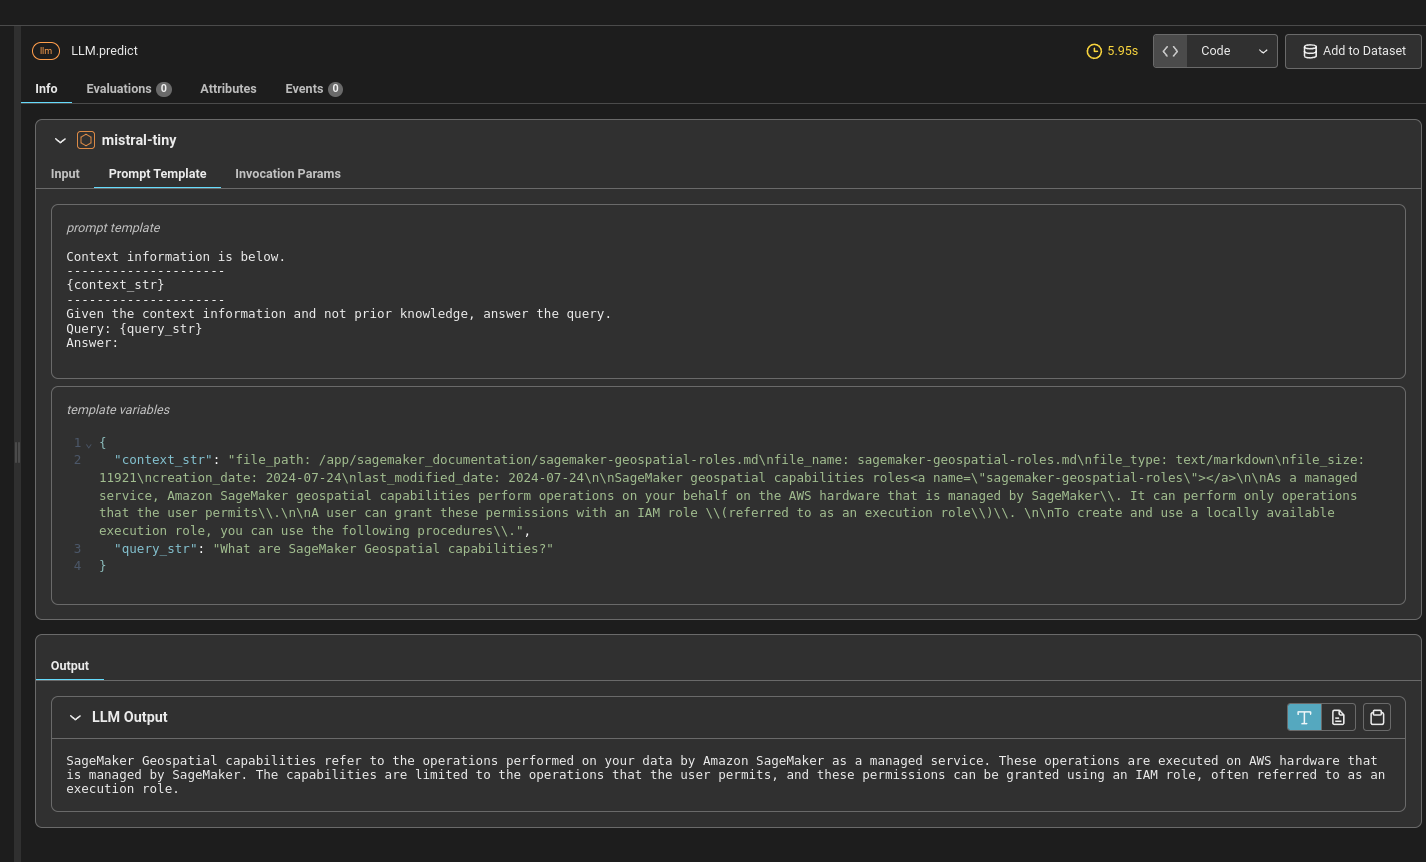 llm LLM.predict 5.95s Code Add to Dataset
Info Evaluations 0 Attributes Events 0
mistral-tiny
Input Prompt Template Invocation Params
prompt template
Context information is below.
---------------------
{context_str}
---------------------
Given the context information and not prior knowledge, answer the query.
Query: {query_str}
Answer:
template variables
1 {
2 "context_str": "file_path: /app/sagemaker_documentation/sagemaker-geospatial-roles.md\nfile_name: sagemaker-geospatial-roles.md\nfile_type: text/markdown\nfile_size:
11921\ncreation_date: 2024-07-24\nlast_modified_date: 2024-07-24\n\nSageMaker geospatial capabilities roles<a name=\"sagemaker-geospatial-roles\"></a>\n\nAs a managed
service, Amazon SageMaker geospatial capabilities perform operations on your behalf on the AWS hardware that is managed by SageMaker\\. It can perform only operations
that the user permits\\.\n\nA user can grant these permissions with an IAM role \\(referred to as an execution role\\)\\. \n\nTo create and use a locally available
execution role, you can use the following procedures\\.",
3 "query_str": "What are SageMaker Geospatial capabilities?"
4 }
Output
LLM Output
SageMaker Geospatial capabilities refer to the operations performed on your data by Amazon SageMaker as a managed service. These operations are executed on AWS hardware that
is managed by SageMaker. The capabilities are limited to the operations that the user permits, and these permissions can be granted using an IAM role, often referred to as an
execution role.